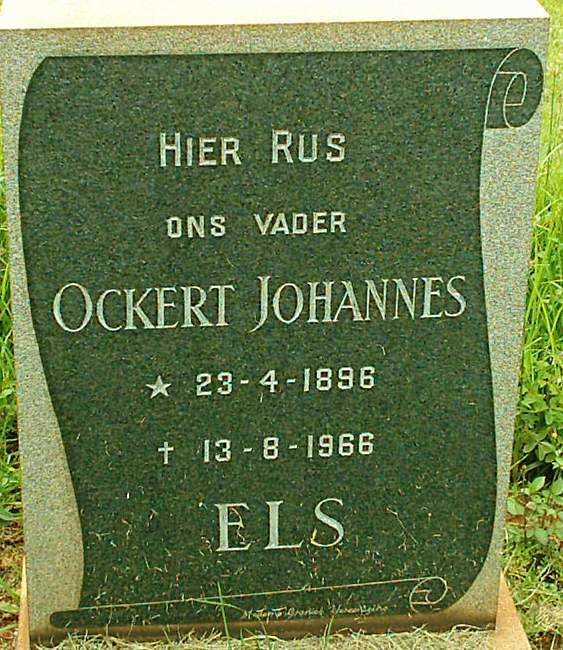 HIER RUS
ONS VADER
OCKERT JOHANNES
★ 23-4-1896
† 13-8-1966
ELS